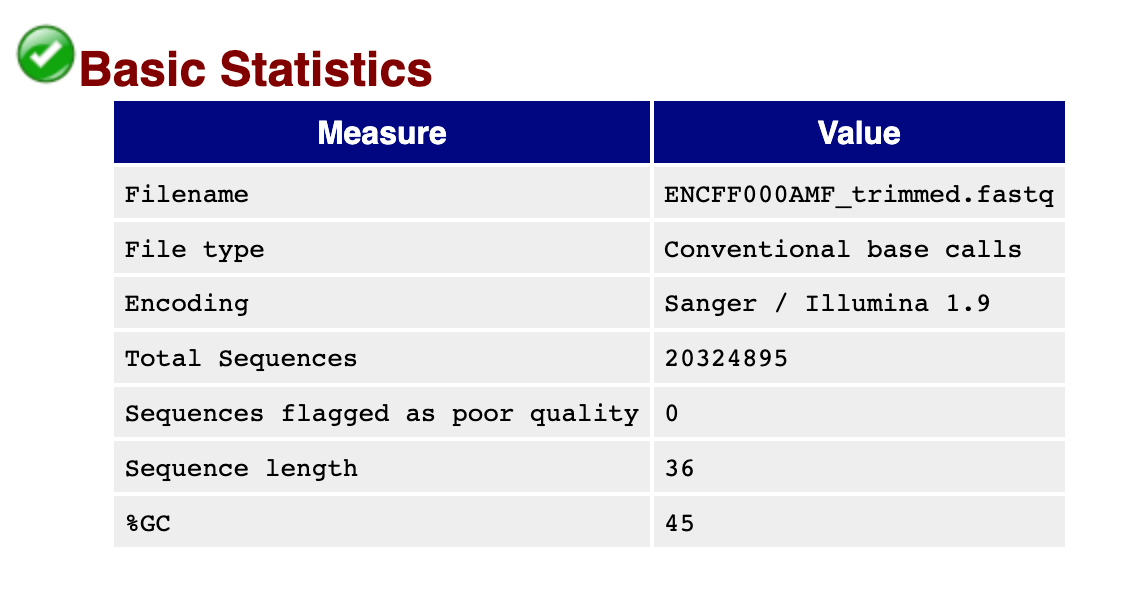 Basic Statistics
Measure Value
Filename ENCFF000AMF_trimmed.fastq
File type Conventional base calls
Encoding Sanger / Illumina 1.9
Total Sequences 20324895
Sequences flagged as poor quality 0
Sequence length 36
%GC 45